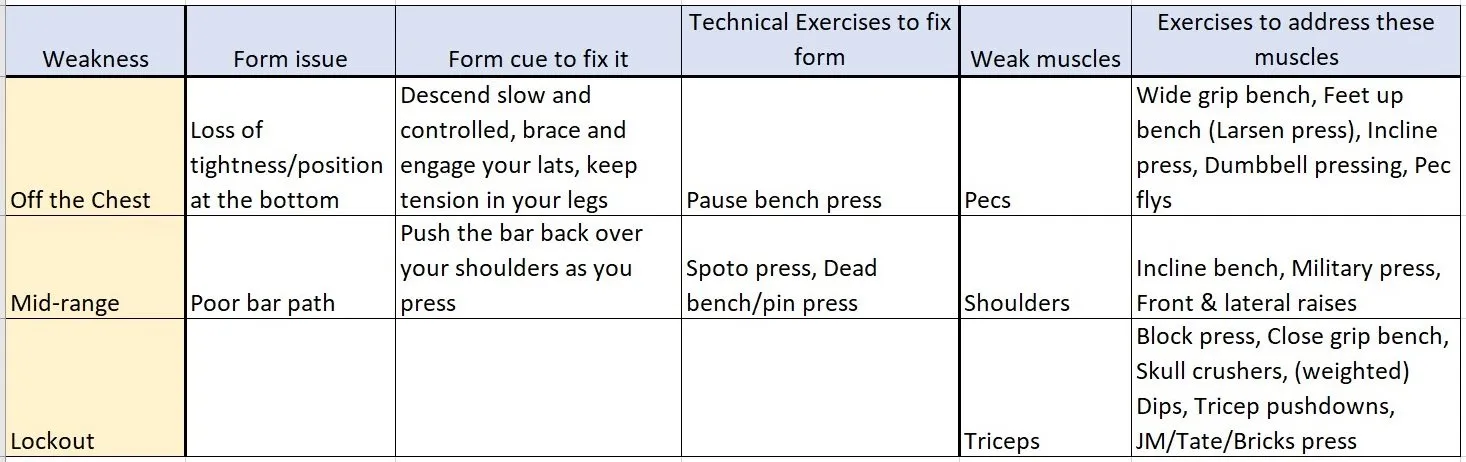 Weakness
Form issue
Form cue to fix it
Technical Exercises to fix
form
Weak muscles
Exercises to address these
muscles
Off the Chest
Loss of
tightness/position
at the bottom
Descend slow and
controlled, brace and
engage your lats, keep
tension in your legs
Pause bench press
Pecs
Wide grip bench, Feet up
bench (Larsen press), Incline
press, Dumbbell pressing, Pec
flys
Mid-range
Poor bar path
Push the bar back over
your shoulders as you
press
Spoto press, Dead
bench/pin press
Shoulders
Incline bench, Military press,
Front & lateral raises
Lockout
Triceps
Block press, Close grip bench,
Skull crushers, (weighted)
Dips, Tricep pushdowns,
JM/Tate/Bricks press